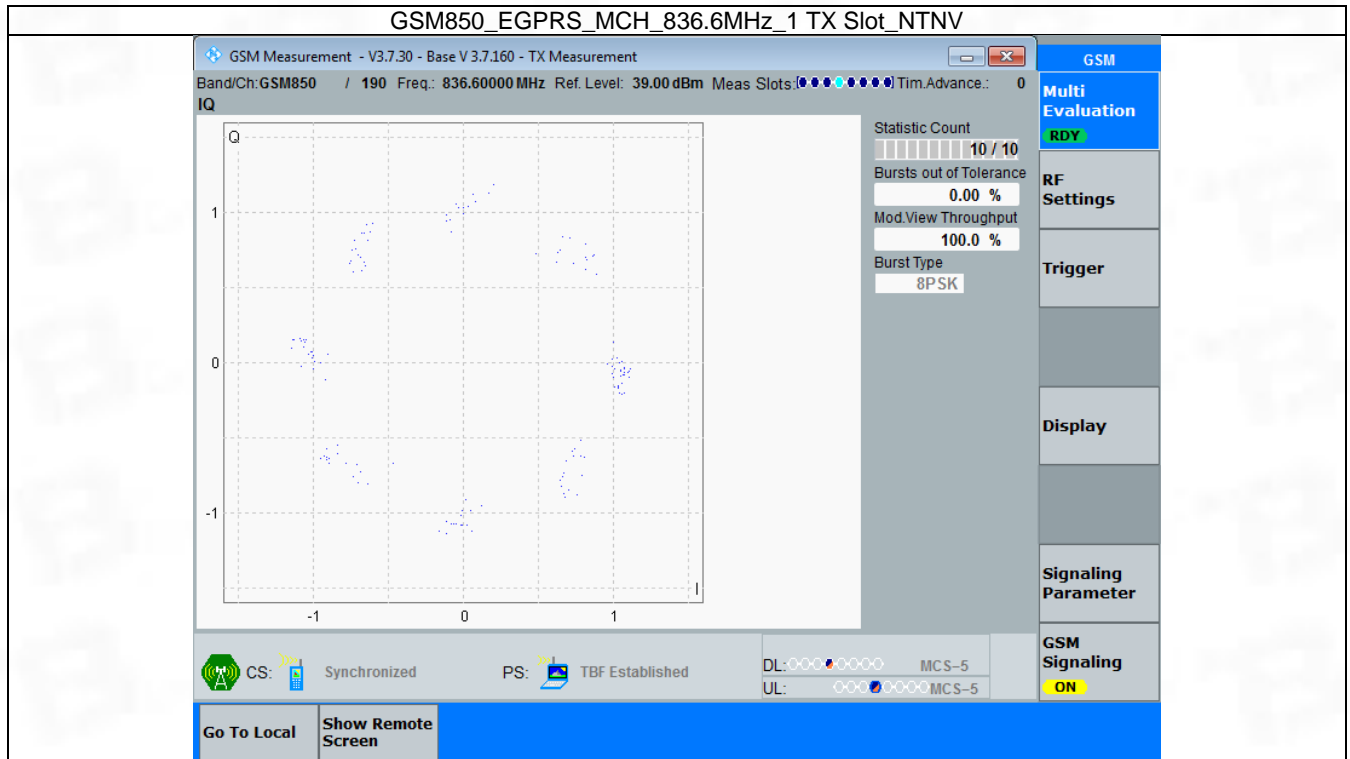 GSM850_EGPRS_MCH_836.6MHz_1 TX Slot_NTNV
GSM Measurement - V3.7.30 - Base V 3.7.160 - TX Measurement
GSM
Band/Ch: GSM850 / 190 Freq.: 836.60000 MHz Ref. Level: 39.00 dBm Meas Slots: Tim.Advance.: 0
IQ
Multi
Evaluation
RDY
Q
1
0
-1
-1 0 1
I
Statistic Count
10 / 10
Bursts out of Tolerance
0.00 %
Mod.View Throughput
100.0 %
Burst Type
8PSK
RF
Settings
Trigger
Display
Signaling
Parameter
GSM
Signaling
ON
CS: Synchronized PS: TBF Established DL: MCS-5
UL: MCS-5
Go To Local
Show Remote
Screen